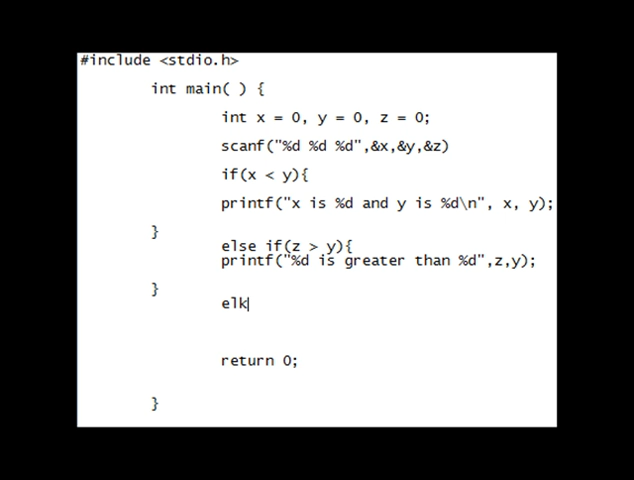 #include <stdio.h>
int main( ) {
int x = 0, y = 0, z = 0;
scanf("%d %d %d",&x,&y,&z)
if(x < y){
printf("x is %d and y is %d\n", x, y);
}
else if(z > y){
printf("%d is greater than %d",z,y);
}
elk
return 0;
}